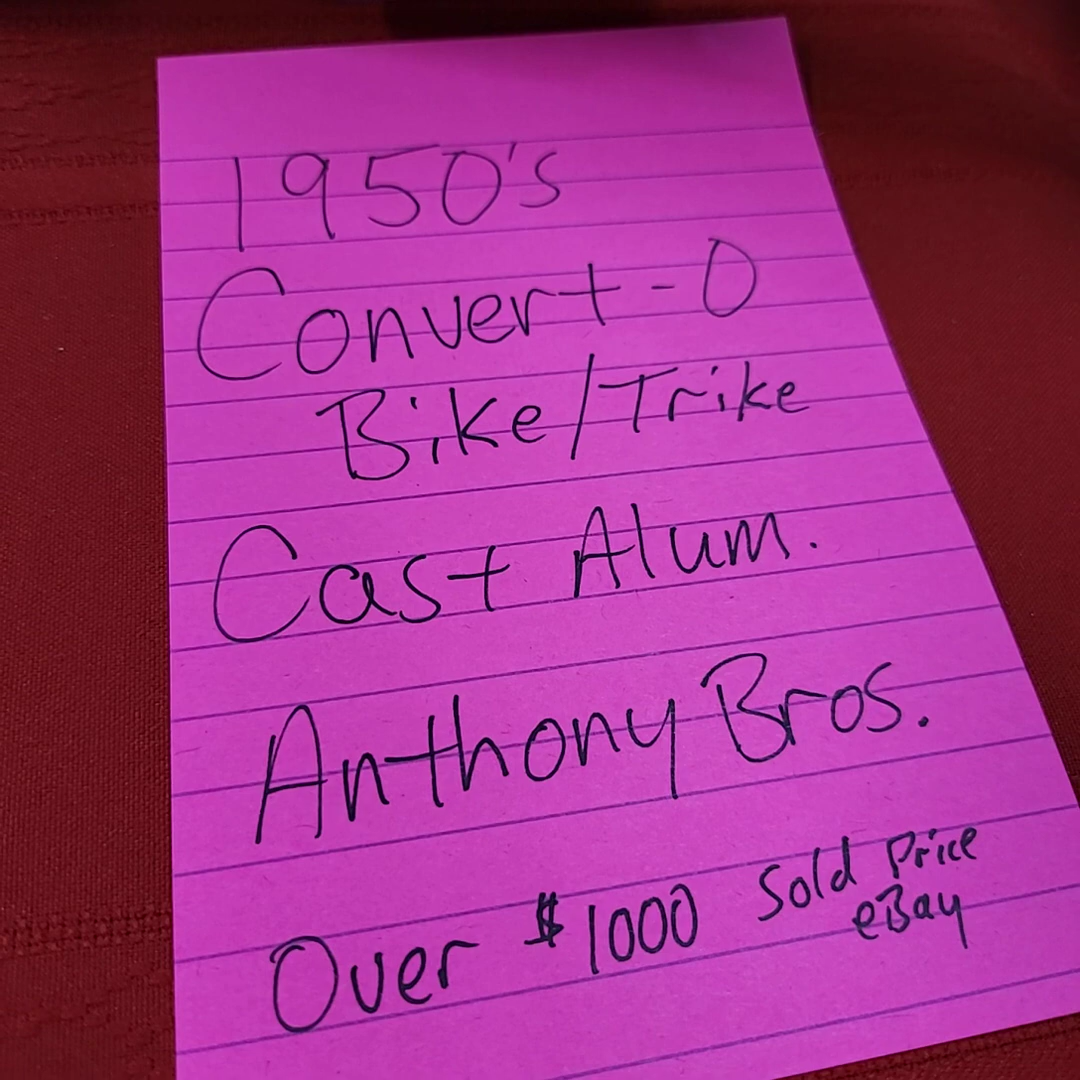 1950's
Convert-O
Bike/Trike
Cast Alum.
Anthony Bros.
Over $1000 Sold Price
eBay